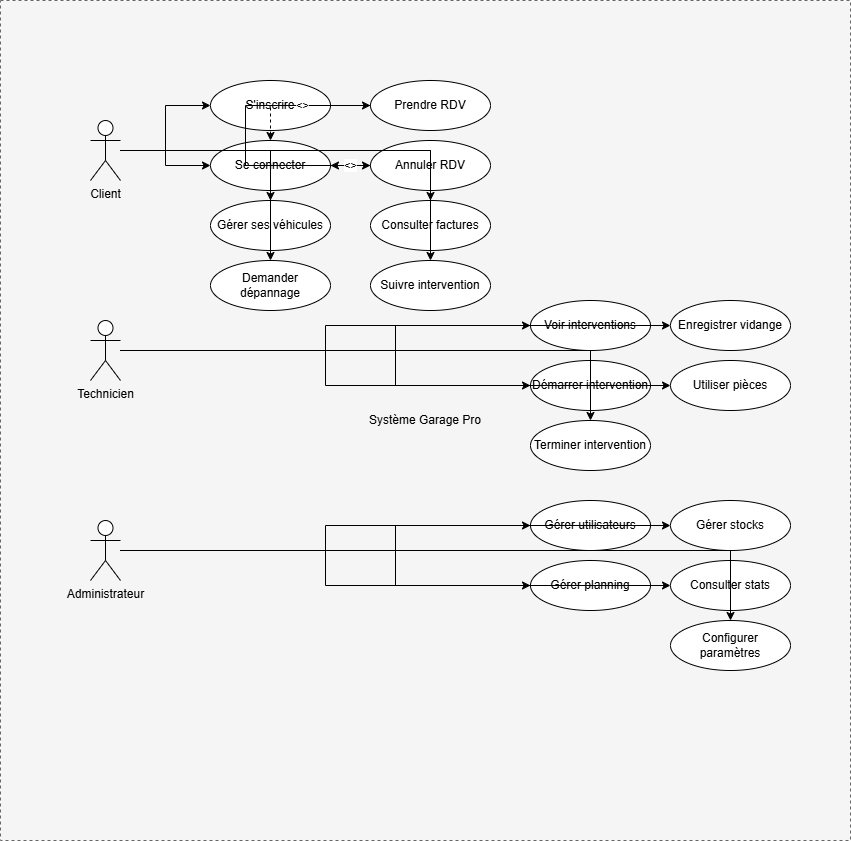 S'inscrire
<>
Prendre RDV
Se connecter
<>
Annuler RDV
Client
Gérer ses véhicules
Consulter factures
Demander
dépannage
Suivre intervention
Voir interventions
Enregistrer vidange
Technicien
Démarrer intervention
Utiliser pièces
Système Garage Pro
Terminer intervention
Gérer utilisateurs
Gérer stocks
Administrateur
Gérer planning
Consulter stats
Configurer
paramètres